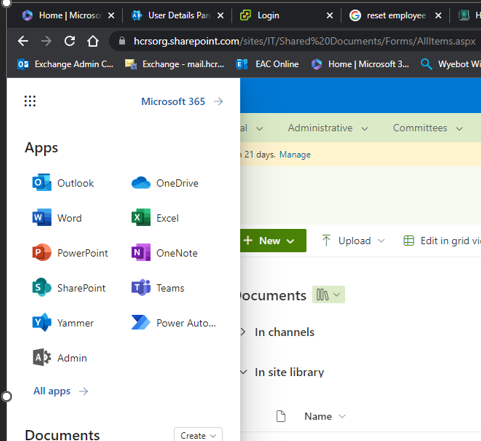 Home | Microsof
User Details Pan
Login
reset employee
H
hcrsorg.sharepoint.com/sites/IT/Shared%20Documents/Forms/AllItems.aspx
Exchange Admin C...
Exchange - mail.hcr...
EAC Online
Home | Microsoft 3...
Wyebot Wi
Microsoft 365
al
Administrative
Committees
n 21 days. Manage
Apps
Outlook
OneDrive
Word
Excel
PowerPoint
OneNote
SharePoint
Teams
Yammer
Power Auto...
Admin
All apps
Documents
Create
+ New
Upload
Edit in grid vi
Documents
In channels
In site library
Name